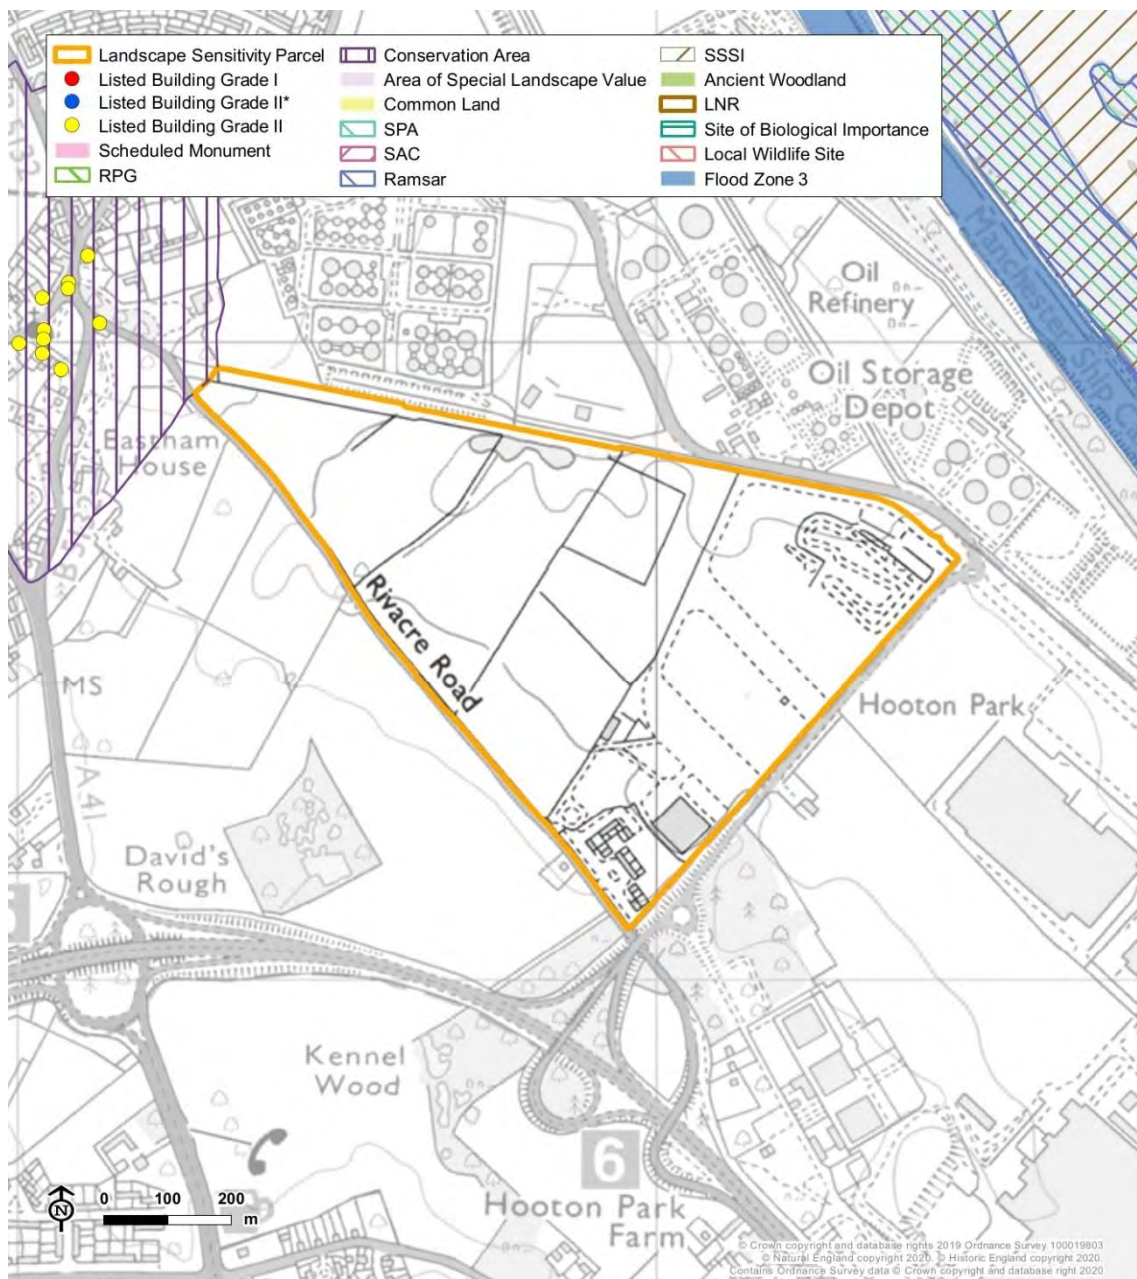 Landscape Sensitivity Parcel
Listed Building Grade I
Listed Building Grade II*
Listed Building Grade II
Scheduled Monument
RPG
Conservation Area
Area of Special Landscape Value
Common Land
SPA
SAC
Ramsar
SSSI
Ancient Woodland
LNR
Site of Biological Importance
Local Wildlife Site
Flood Zone 3
Manchester Ship
Oil
Refinery
Oil Storage
Depot
Eastham
House
Rivacre Road
MS
A41
Hooton Park
David's
Rough
Kennel
Wood
6
Hooton Park
Farm
N
0 100 200
m
© Crown copyright and database rights 2019 Ordnance Survey 100019803
© Natural England copyright 2020, © Historic England copyright 2020.
Contains Ordnance Survey data © Crown copyright and database right 2020